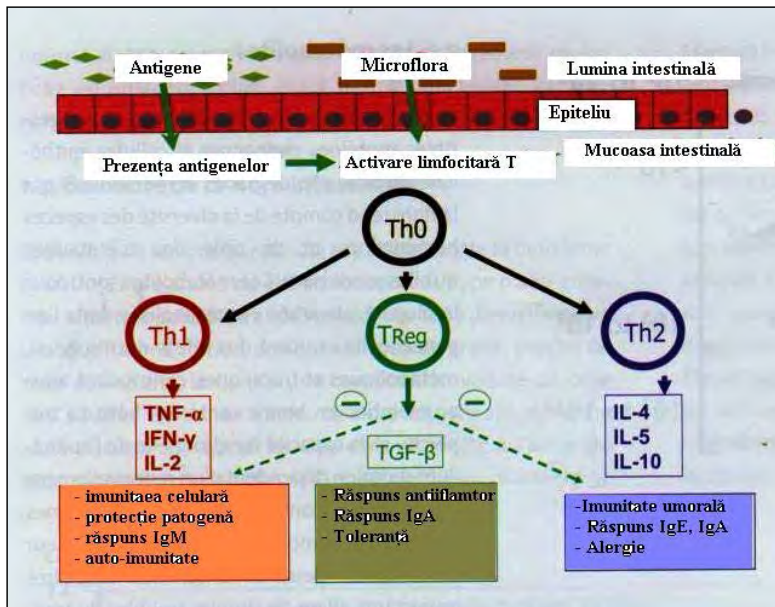 Antigene
Microflora
Lumina intestinală
Epiteliu
Prezența antigenelor
Activare limfocitară T
Mucoasa intestinală
Th0
Th1
TReg
Th2
TNF-α
IFN-γ
IL-2
TGF-β
IL-4
IL-5
IL-10
- imunitaea celulară
- protecție patogenă
- răspuns IgM
- auto-imunitate
- Răspuns antiiflamtor
- Răspuns IgA
- Toleranță
-Imunitate umorală
- Răspuns IgE, IgA
- Alergie